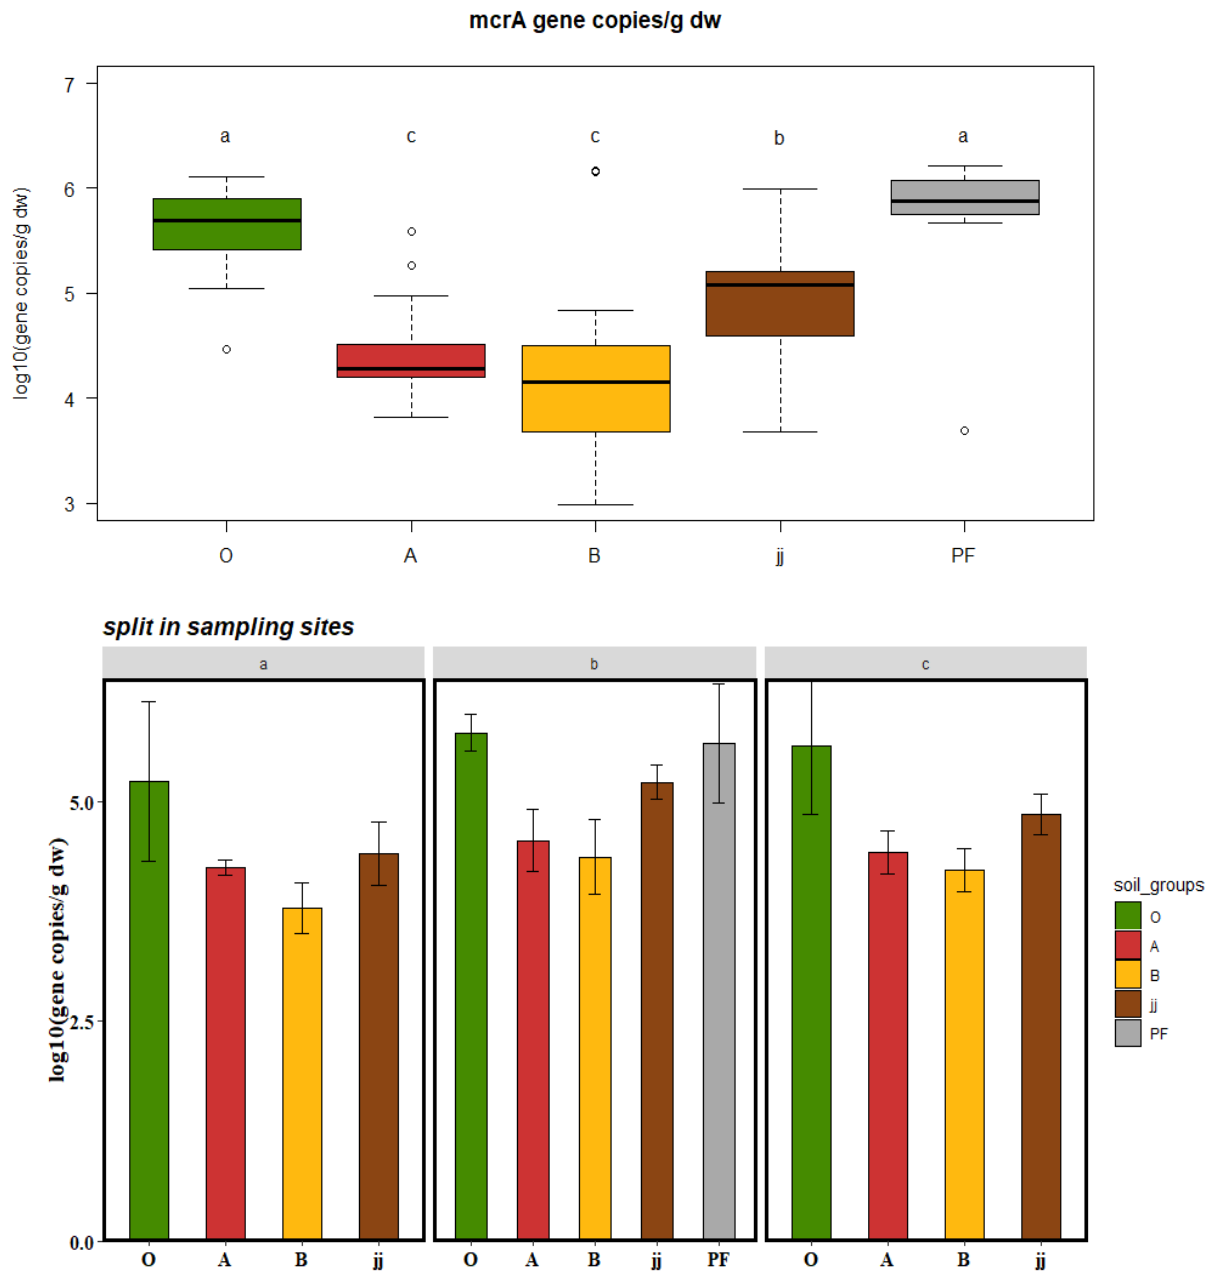 mcrA gene copies/g dw
log10(gene copies/g dw)
7
6
5
4
3
a
c
c
b
a
O
A
B
jj
PF
split in sampling sites
a
b
c
log10(gene copies/g dw)
5.0
2.5
0.0
O
A
B
jj
O
A
B
jj
PF
O
A
B
jj
soil_groups
O
A
B
jj
PF